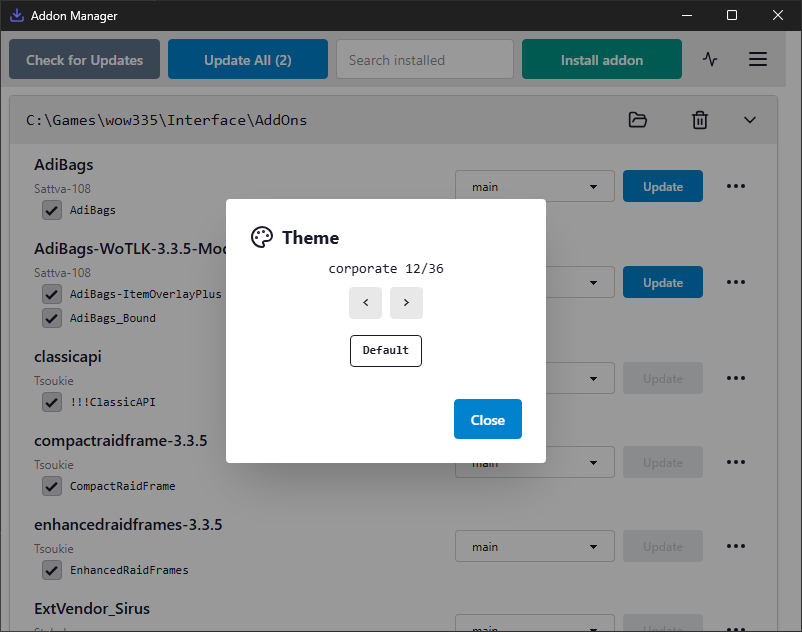 Addon Manager
Check for Updates
Update All (2)
Search installed
Install addon
C:\Games\wow335\Interface\AddOns
AdiBags
Sattva-108
AdiBags
main
Update
AdiBags-WoTLK-3.3.5-Mod
Sattva-108
AdiBags-ItemOverlayPlus
AdiBags_Bound
Update
Theme
corporate 12/36
<
>
Default
Close
classicapi
Tsoukie
!!!ClassicAPI
Update
compactraidframe-3.3.5
Tsoukie
CompactRaidFrame
main
Update
enhancedraidframes-3.3.5
Tsoukie
EnhancedRaidFrames
main
Update
ExtVendor_Sirus
main
Update